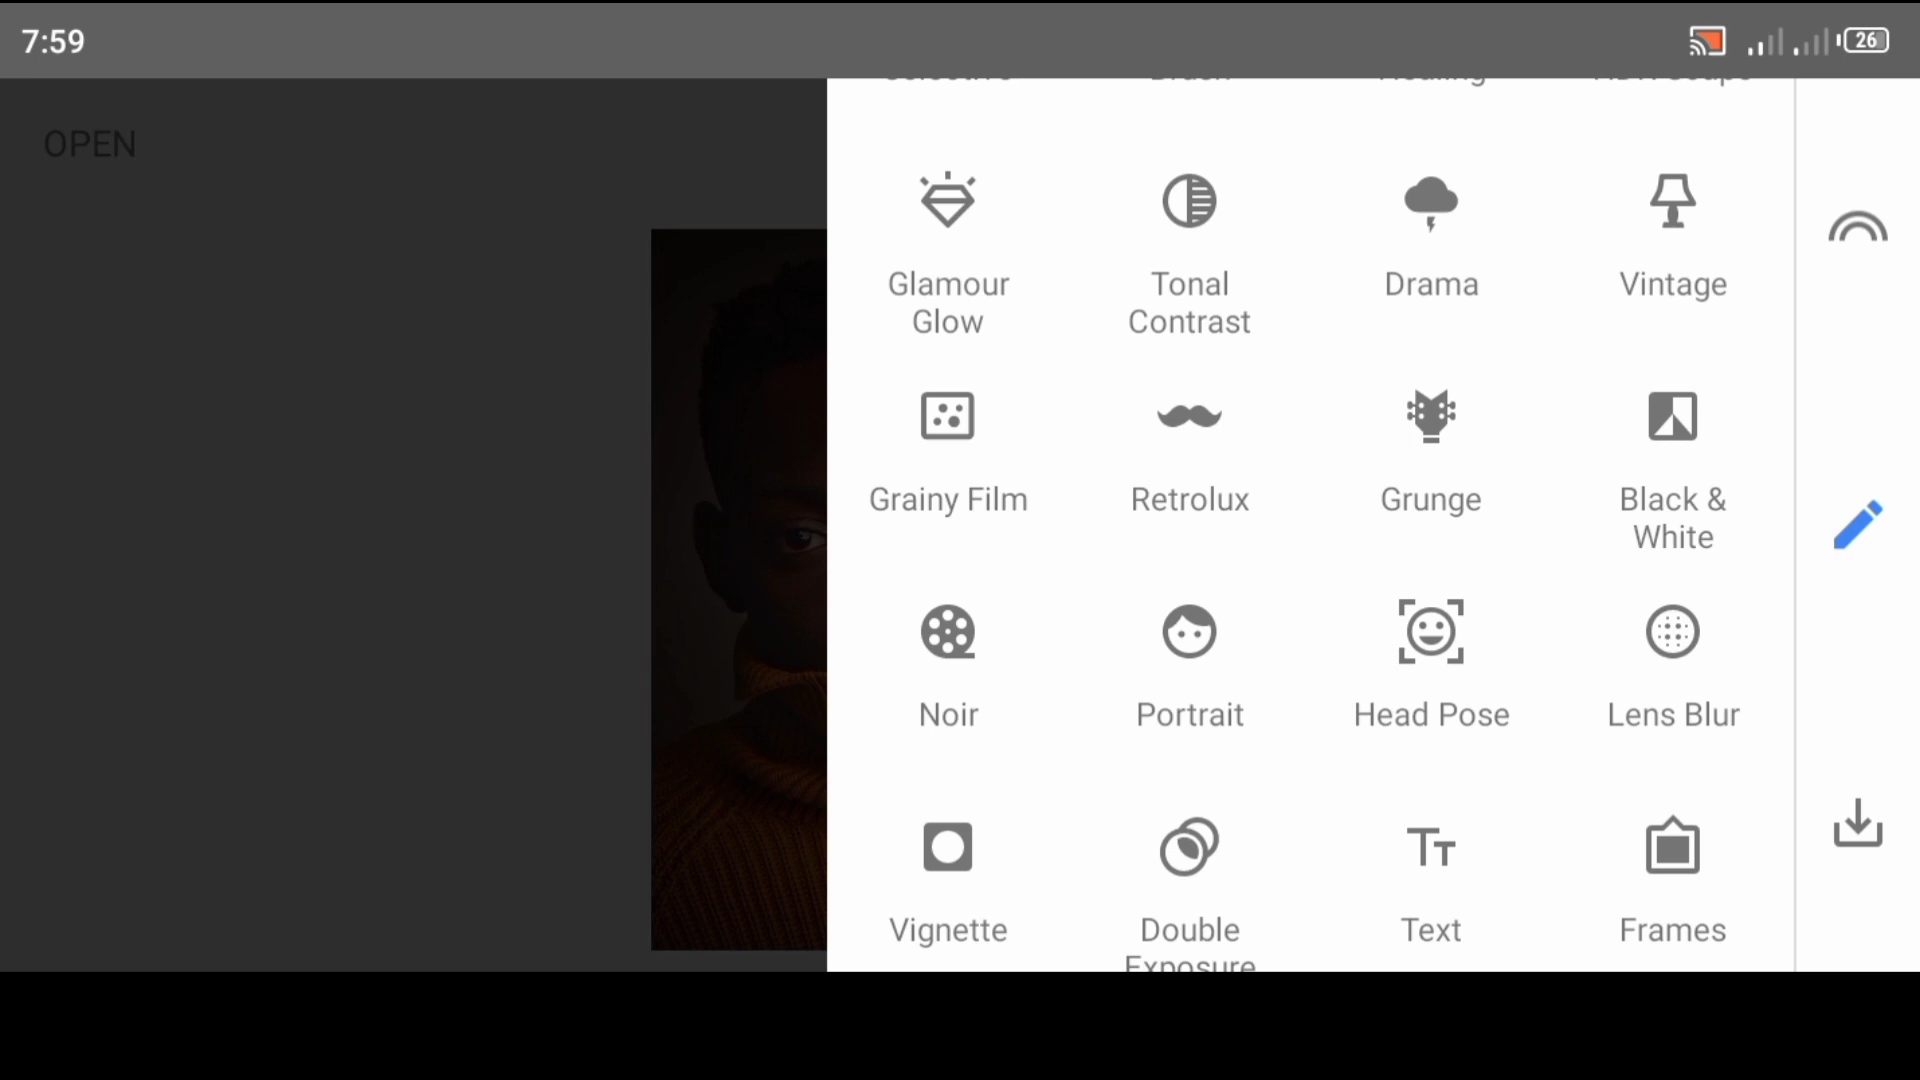 7:59
26
OPEN
Glamour
Glow
Tonal
Contrast
Drama
Vintage
Grainy Film
Retrolux
Grunge
Black &
White
Noir
Portrait
Head Pose
Lens Blur
Vignette
Double
Exposure
Text
Frames